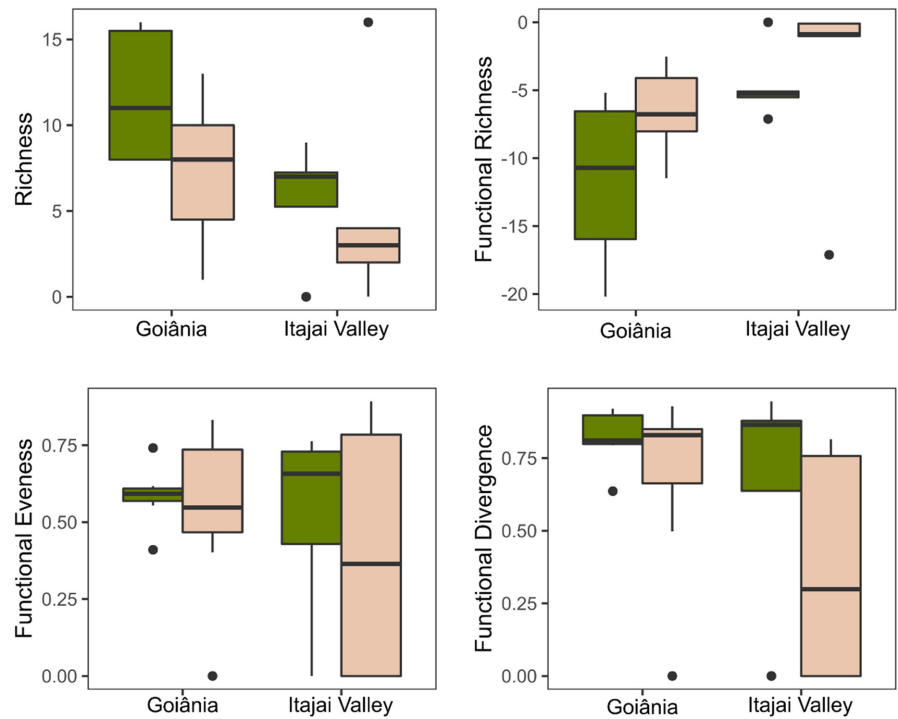 Richness
15
10
5
0
Goiânia Itajai Valley
Functional Richness
0
-5
-10
-15
-20
Goiânia Itajai Valley
Functional Eveness
0.75
0.50
0.25
0.00
Goiânia Itajai Valley
Functional Divergence
0.75
0.50
0.25
0.00
Goiânia Itajai Valley